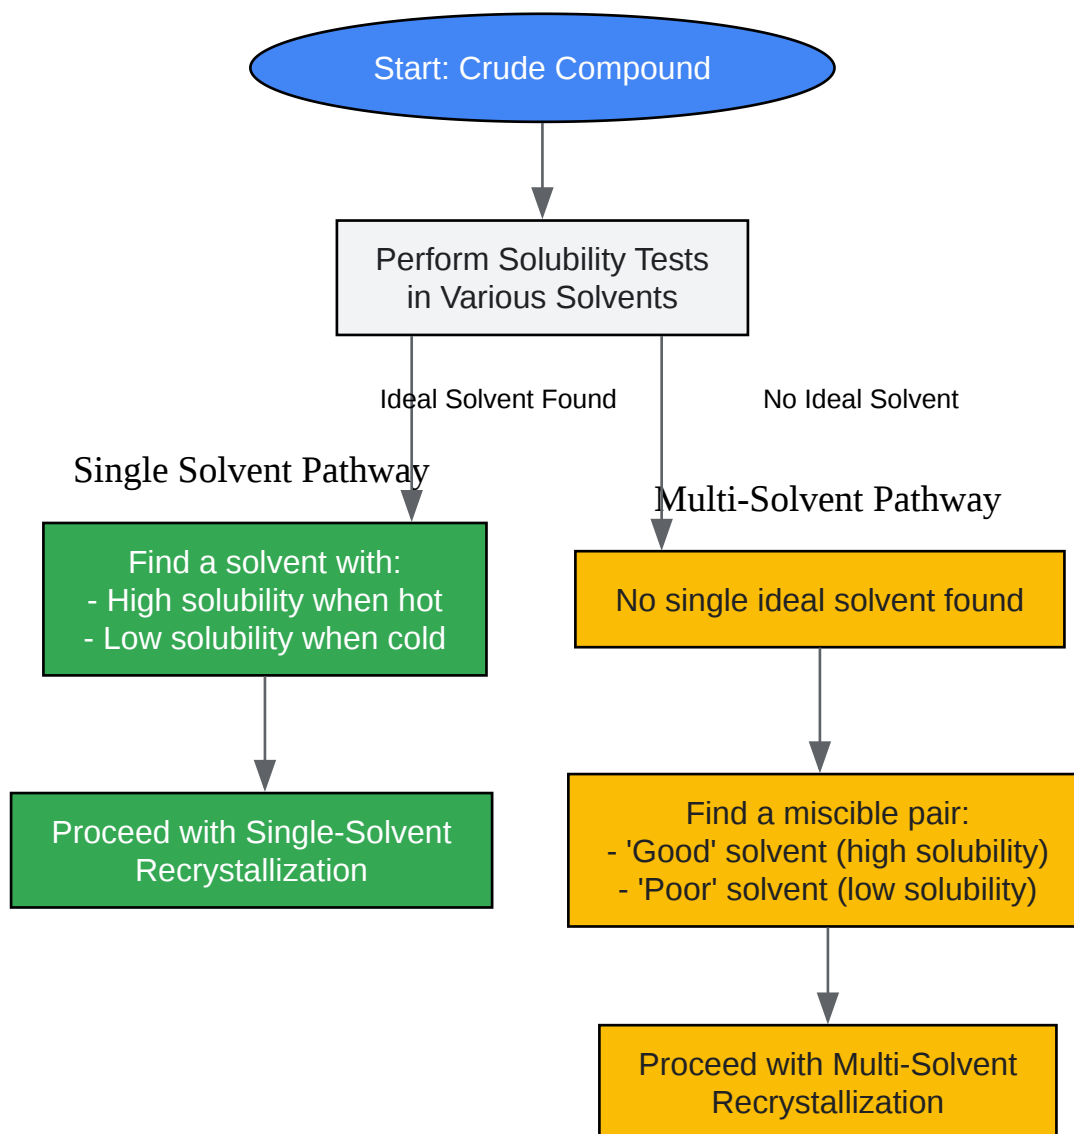 Start: Crude Compound
Perform Solubility Tests
in Various Solvents
Ideal Solvent Found
No Ideal Solvent
Single Solvent Pathway
Multi-Solvent Pathway
Find a solvent with:
- High solubility when hot
- Low solubility when cold
No single ideal solvent found
Proceed with Single-Solvent
Recrystallization
Find a miscible pair:
- 'Good' solvent (high solubility)
- 'Poor' solvent (low solubility)
Proceed with Multi-Solvent
Recrystallization